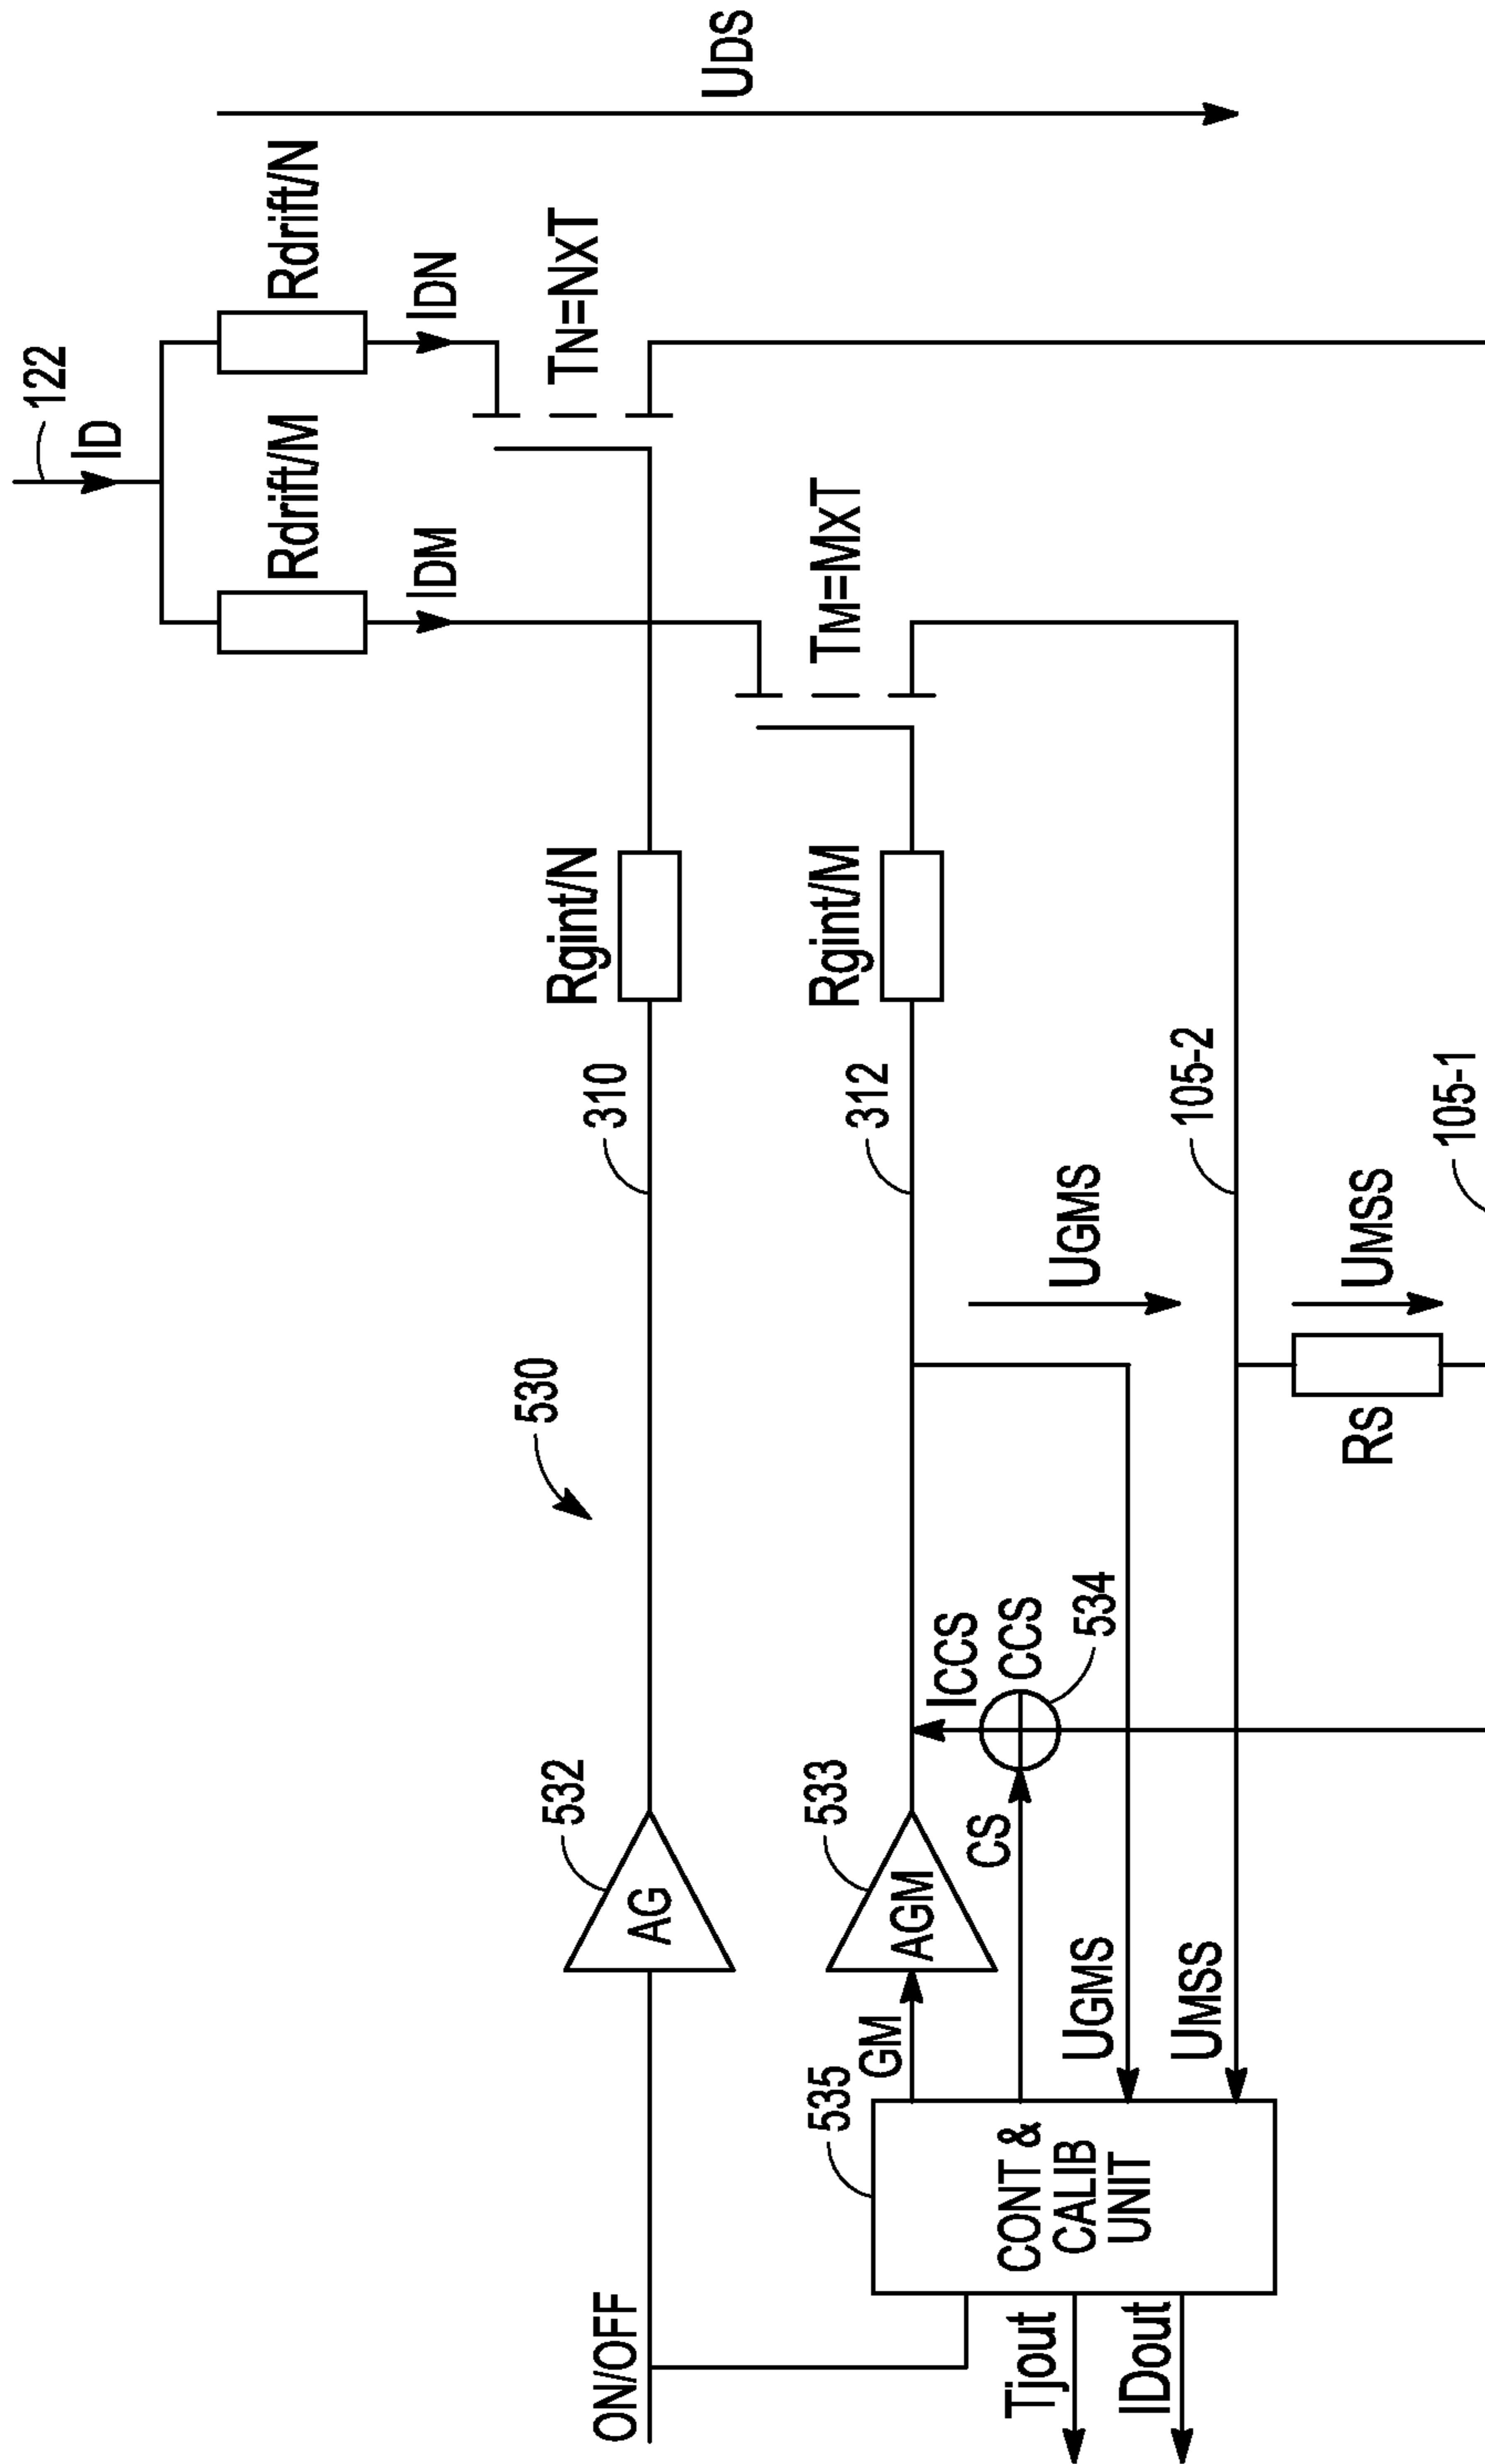 122
ID
Rdrift/M
Rdrift/N
IDM
IDN
UDS
TN=NxT
TM=MxT
Rgint/N
Rgint/M
310
312
105-2
105-1
530
UGMS
UMSS
RS
532
AG
533
AGM
ICCS
CCS
534
CS
GM
UGMS
UMSS
535
CONT &
CALIB
UNIT
ON/OFF
Tjout
IDout